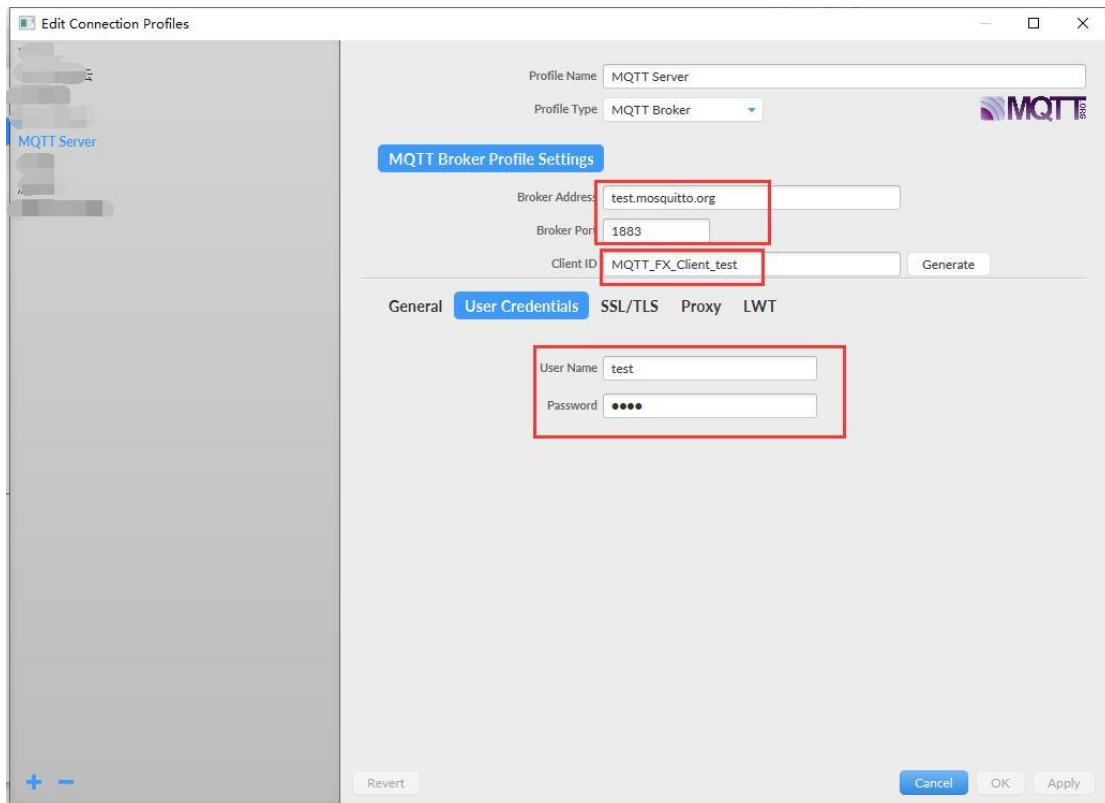 Edit Connection Profiles
Profile Name MQTT Server
Profile Type MQTT Broker
MQTT.ORG
MQTT Server
MQTT Broker Profile Settings
Broker Address test.mosquitto.org
Broker Port 1883
Client ID MQTT_FX_Client_test Generate
General User Credentials SSL/TLS Proxy LWT
User Name test
Password ●●●●
Revert Cancel OK Apply